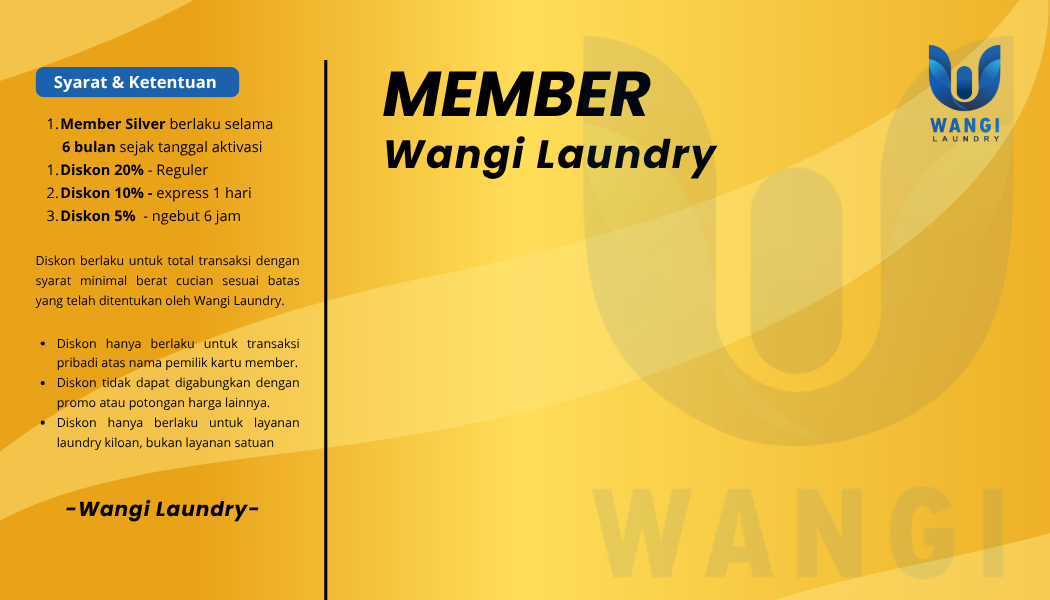 Syarat & Ketentuan
1. Member Silver berlaku selama
6 bulan sejak tanggal aktivasi
1. Diskon 20% - Reguler
2. Diskon 10% - express 1 hari
3. Diskon 5% - ngebut 6 jam
Diskon berlaku untuk total transaksi dengan
syarat minimal berat cucian sesuai batas
yang telah ditentukan oleh Wangi Laundry.
• Diskon hanya berlaku untuk transaksi
pribadi atas nama pemilik kartu member.
• Diskon tidak dapat digabungkan dengan
promo atau potongan harga lainnya.
• Diskon hanya berlaku untuk layanan
laundry kiloan, bukan layanan satuan
-Wangi Laundry-
MEMBER
Wangi Laundry
WANGI
LAUNDRY
WANGI